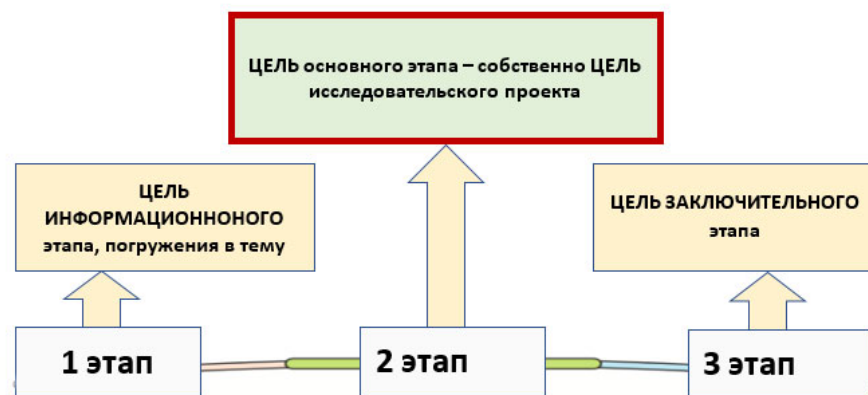 ЦЕЛЬ основного этапа – собственно ЦЕЛЬ
исследовательского проекта
ЦЕЛЬ
ИНФОРМАЦИОННОНОГО
этапа, погружения в тему
ЦЕЛЬ ЗАКЛЮЧИТЕЛЬНОГО
этапа
1 этап
2 этап
3 этап